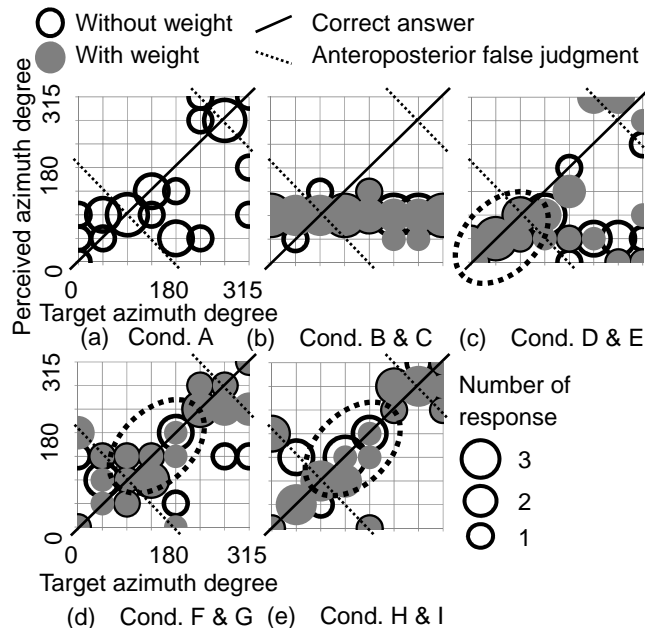 Without weight
Correct answer
With weight
Anteroposterior false judgment
Perceived azimuth degree
315
180
0
0 180 315
Target azimuth degree
(a) Cond. A
(b) Cond. B & C
(c) Cond. D & E
315
180
0
0 180 315
Target azimuth degree
(d) Cond. F & G
(e) Cond. H & I
Number of
response
3
2
1